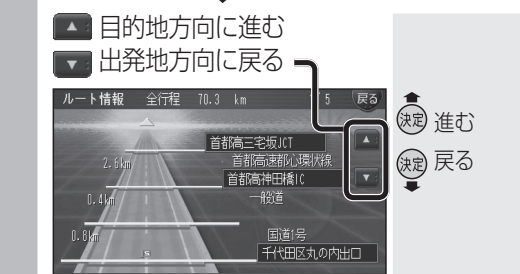 ▲ 目的地方向に進む
▼ 出発地方向に戻る
ルート情報 全行程 70.3 km 5 戻る
首都高三宅坂JCT
2.6km 首都高速都心環状線
首都高神田橋IC
0.4km 一般道
0.8km 国道1号
S 千代田区丸の内出口
決定 進む
決定 戻る